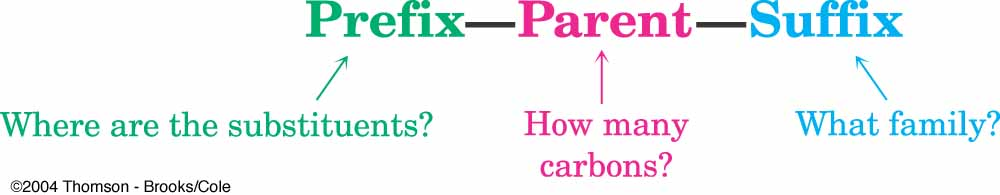 Prefix—Parent—Suffix
Where are the substituents?
How many
carbons?
What family?
©2004 Thomson - Brooks/Cole